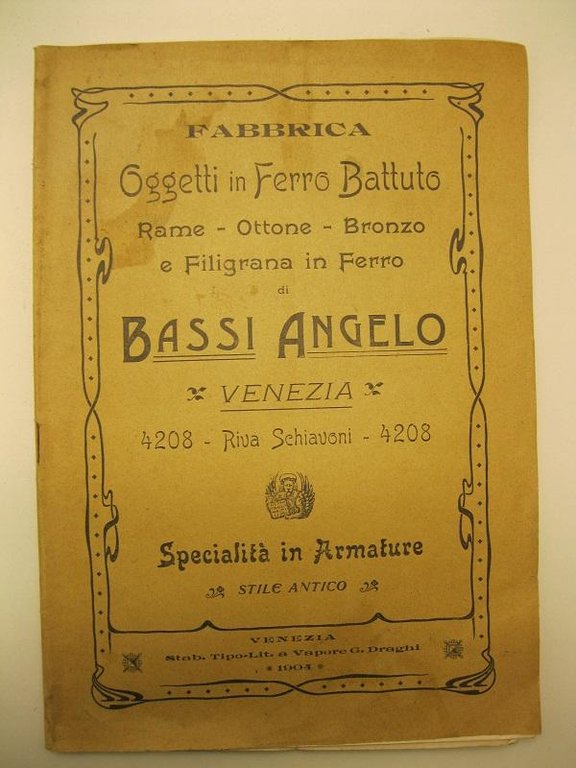 FABBRICA
Oggetti in Ferro Battuto
Rame - Ottone - Bronzo
e Filigrana in Ferro
di
BASSI ANGELO
VENEZIA
4208 - Riva Schiavoni - 4208
Specialità in Armature
STILE ANTICO
VENEZIA
Stab. Tipo-Lit. a Vapore G. Draghi
1904